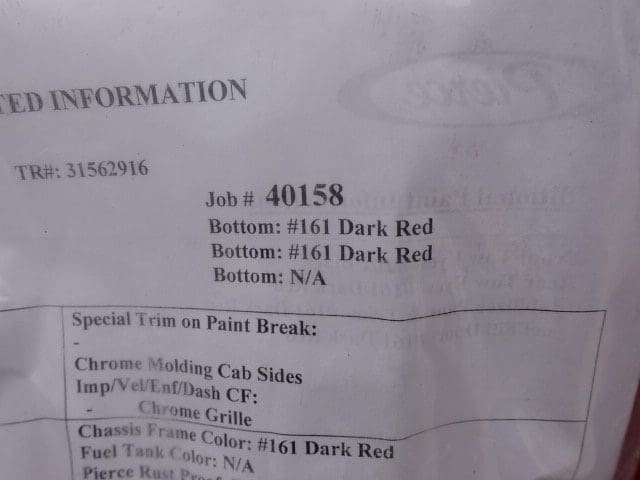 TED INFORMATION
Pierce
TR#: 31562916
Job # 40158
Bottom: #161 Dark Red
Bottom: #161 Dark Red
Bottom: N/A
Special Trim on Paint Break:
-
Chrome Molding Cab Sides
Imp/Vel/Enf/Dash CF:
- Chrome Grille
Chassis Frame Color: #161 Dark Red
Fuel Tank Color: N/A
Pierce Rust